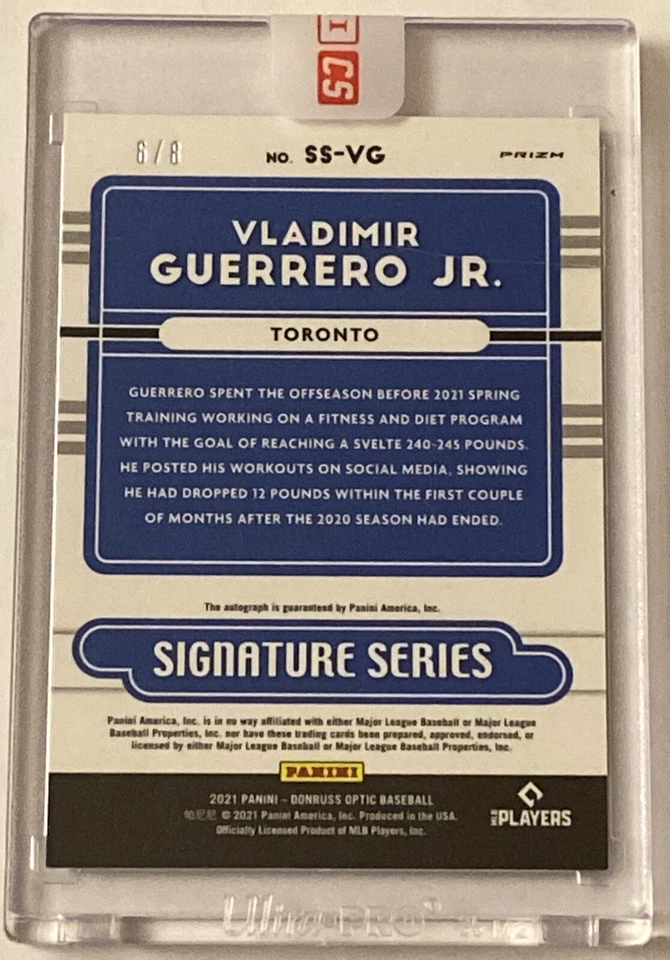 6/8
NO. SS-VG
PRIZM
VLADIMIR
GUERRERO JR.
TORONTO
GUERRERO SPENT THE OFFSEASON BEFORE 2021 SPRING
TRAINING WORKING ON A FITNESS AND DIET PROGRAM
WITH THE GOAL OF REACHING A SVELTE 240-245 POUNDS.
HE POSTED HIS WORKOUTS ON SOCIAL MEDIA, SHOWING
HE HAD DROPPED 12 POUNDS WITHIN THE FIRST COUPLE
OF MONTHS AFTER THE 2020 SEASON HAD ENDED.
The autograph is guaranteed by Panini America, Inc.
SIGNATURE SERIES
Panini America, Inc. is in no way affiliated with either Major League Baseball or Major League
Baseball Properties, Inc. nor have these trading cards been prepared, approved, endorsed, or
licensed by either Major League Baseball or Major League Baseball Properties, Inc.
PANINI
2021 PANINI – DONRUSS OPTIC BASEBALL
帕尼尼 © 2021 Panini America, Inc. Produced in the USA.
Officially Licensed Product of MLB Players, Inc.
MLB PLAYERS
Ultra·PRO